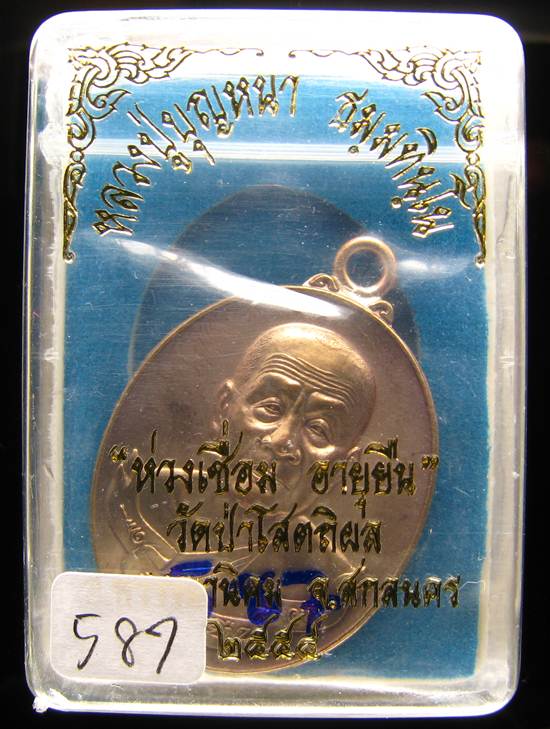 หลวงปู่บุญหนา ธมฺมทินฺโน
"ห่วงเชื่อม อายุยืน"
วัดป่าโสตถิผล
จ.สกลนคร
๒๕๕๔
587